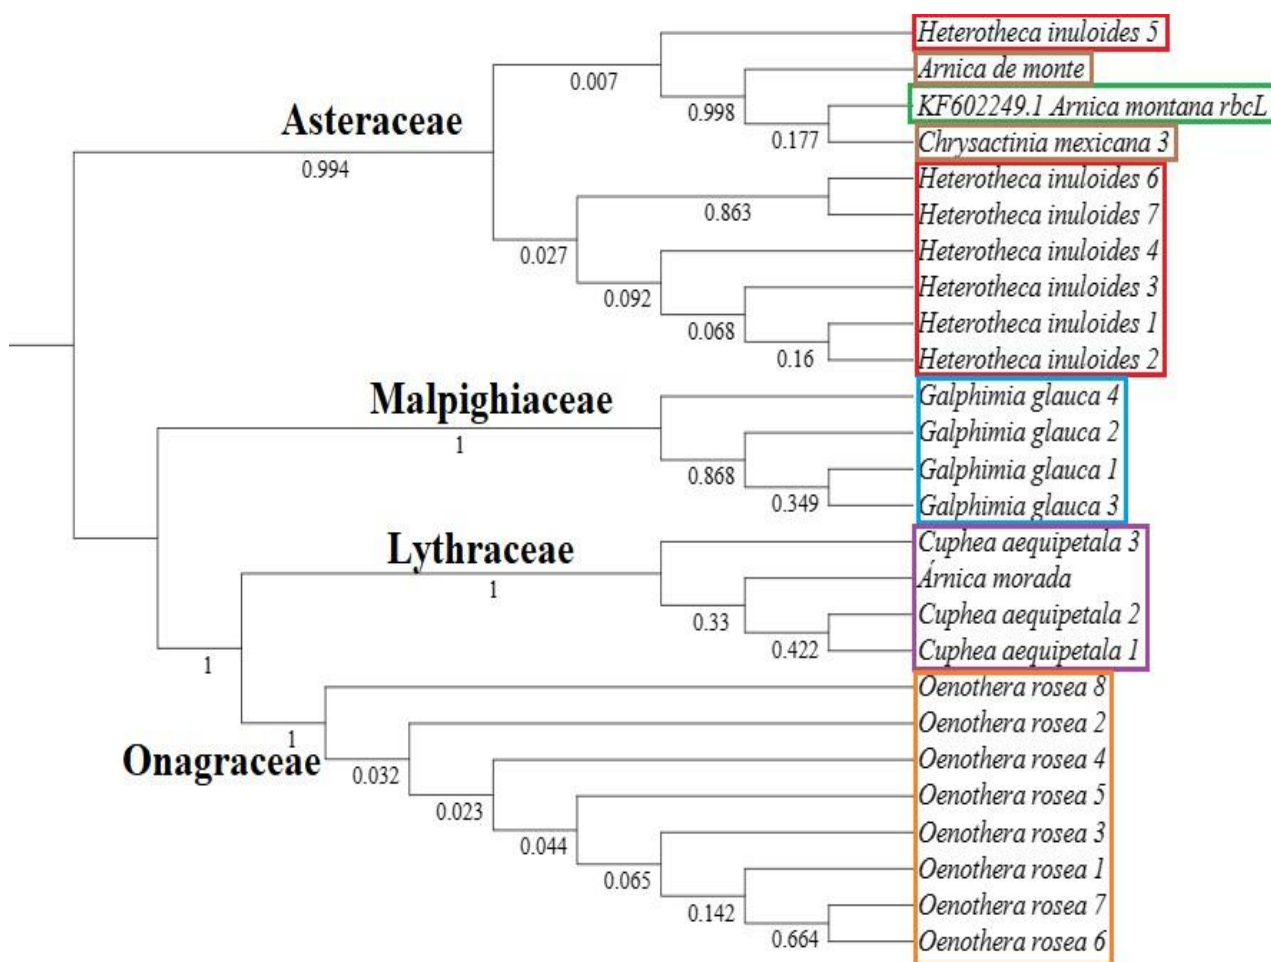 Heterotheca inuloides 5
0.007
Arnica de monte
Asteraceae
0.998
KF602249.1 Arnica montana rbcL
0.177
Chrysactinia mexicana 3
0.994
Heterotheca inuloides 6
0.863
Heterotheca inuloides 7
0.027
Heterotheca inuloides 4
0.092
Heterotheca inuloides 3
0.068
Heterotheca inuloides 1
0.16
Heterotheca inuloides 2
Malpighiaceae
Galphimia glauca 4
1
Galphimia glauca 2
0.868
Galphimia glauca 1
0.349
Galphimia glauca 3
Lythraceae
Cuphea aequipetala 3
1
Árnica morada
0.33
Cuphea aequipetala 2
0.422
Cuphea aequipetala 1
1
Oenothera rosea 8
1
Oenothera rosea 2
Onagraceae
0.032
Oenothera rosea 4
0.023
Oenothera rosea 5
0.044
Oenothera rosea 3
0.065
Oenothera rosea 1
0.142
Oenothera rosea 7
0.664
Oenothera rosea 6